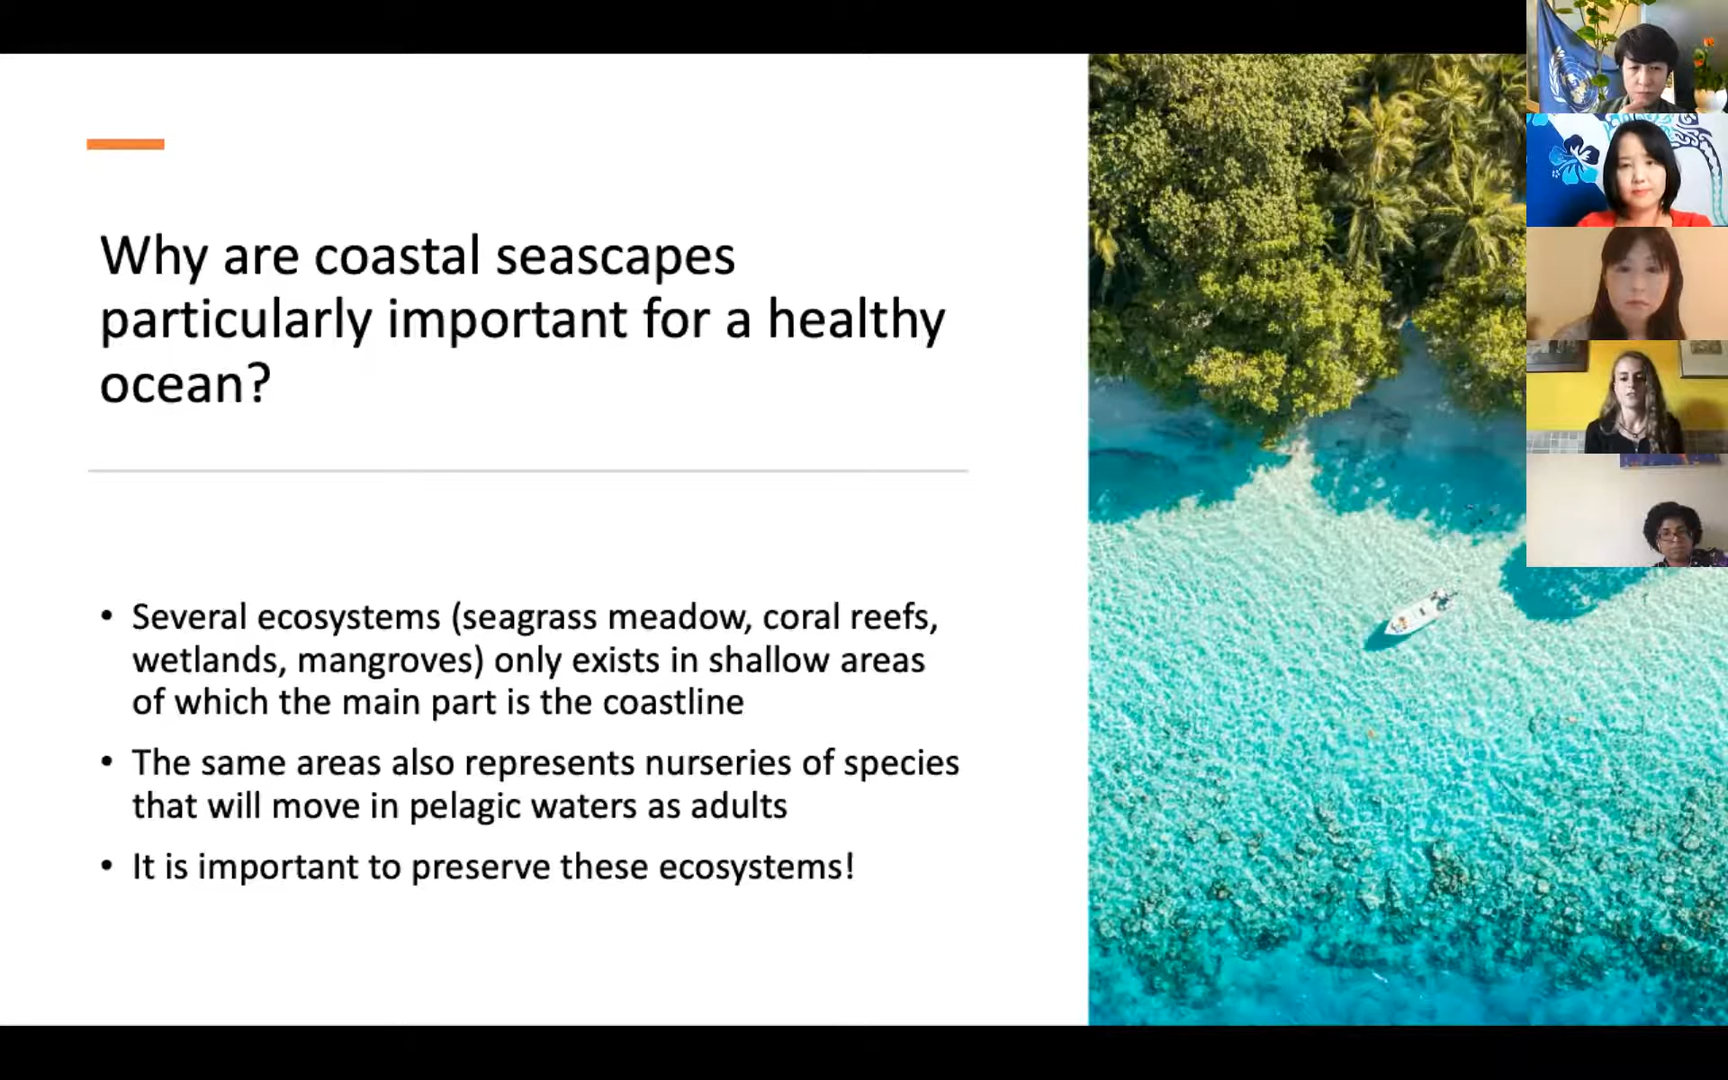 Why are coastal seascapes
particularly important for a healthy
ocean?
• Several ecosystems (seagrass meadow, coral reefs,
wetlands, mangroves) only exists in shallow areas
of which the main part is the coastline
• The same areas also represents nurseries of species
that will move in pelagic waters as adults
• It is important to preserve these ecosystems!